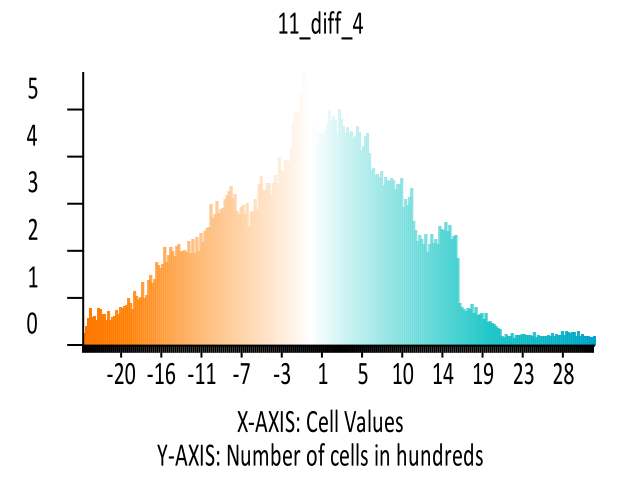 11_diff_4
5
4
3
2
1
0
-20 -16 -11 -7 -3 1 5 10 14 19 23 28
X-AXIS: Cell Values
Y-AXIS: Number of cells in hundreds